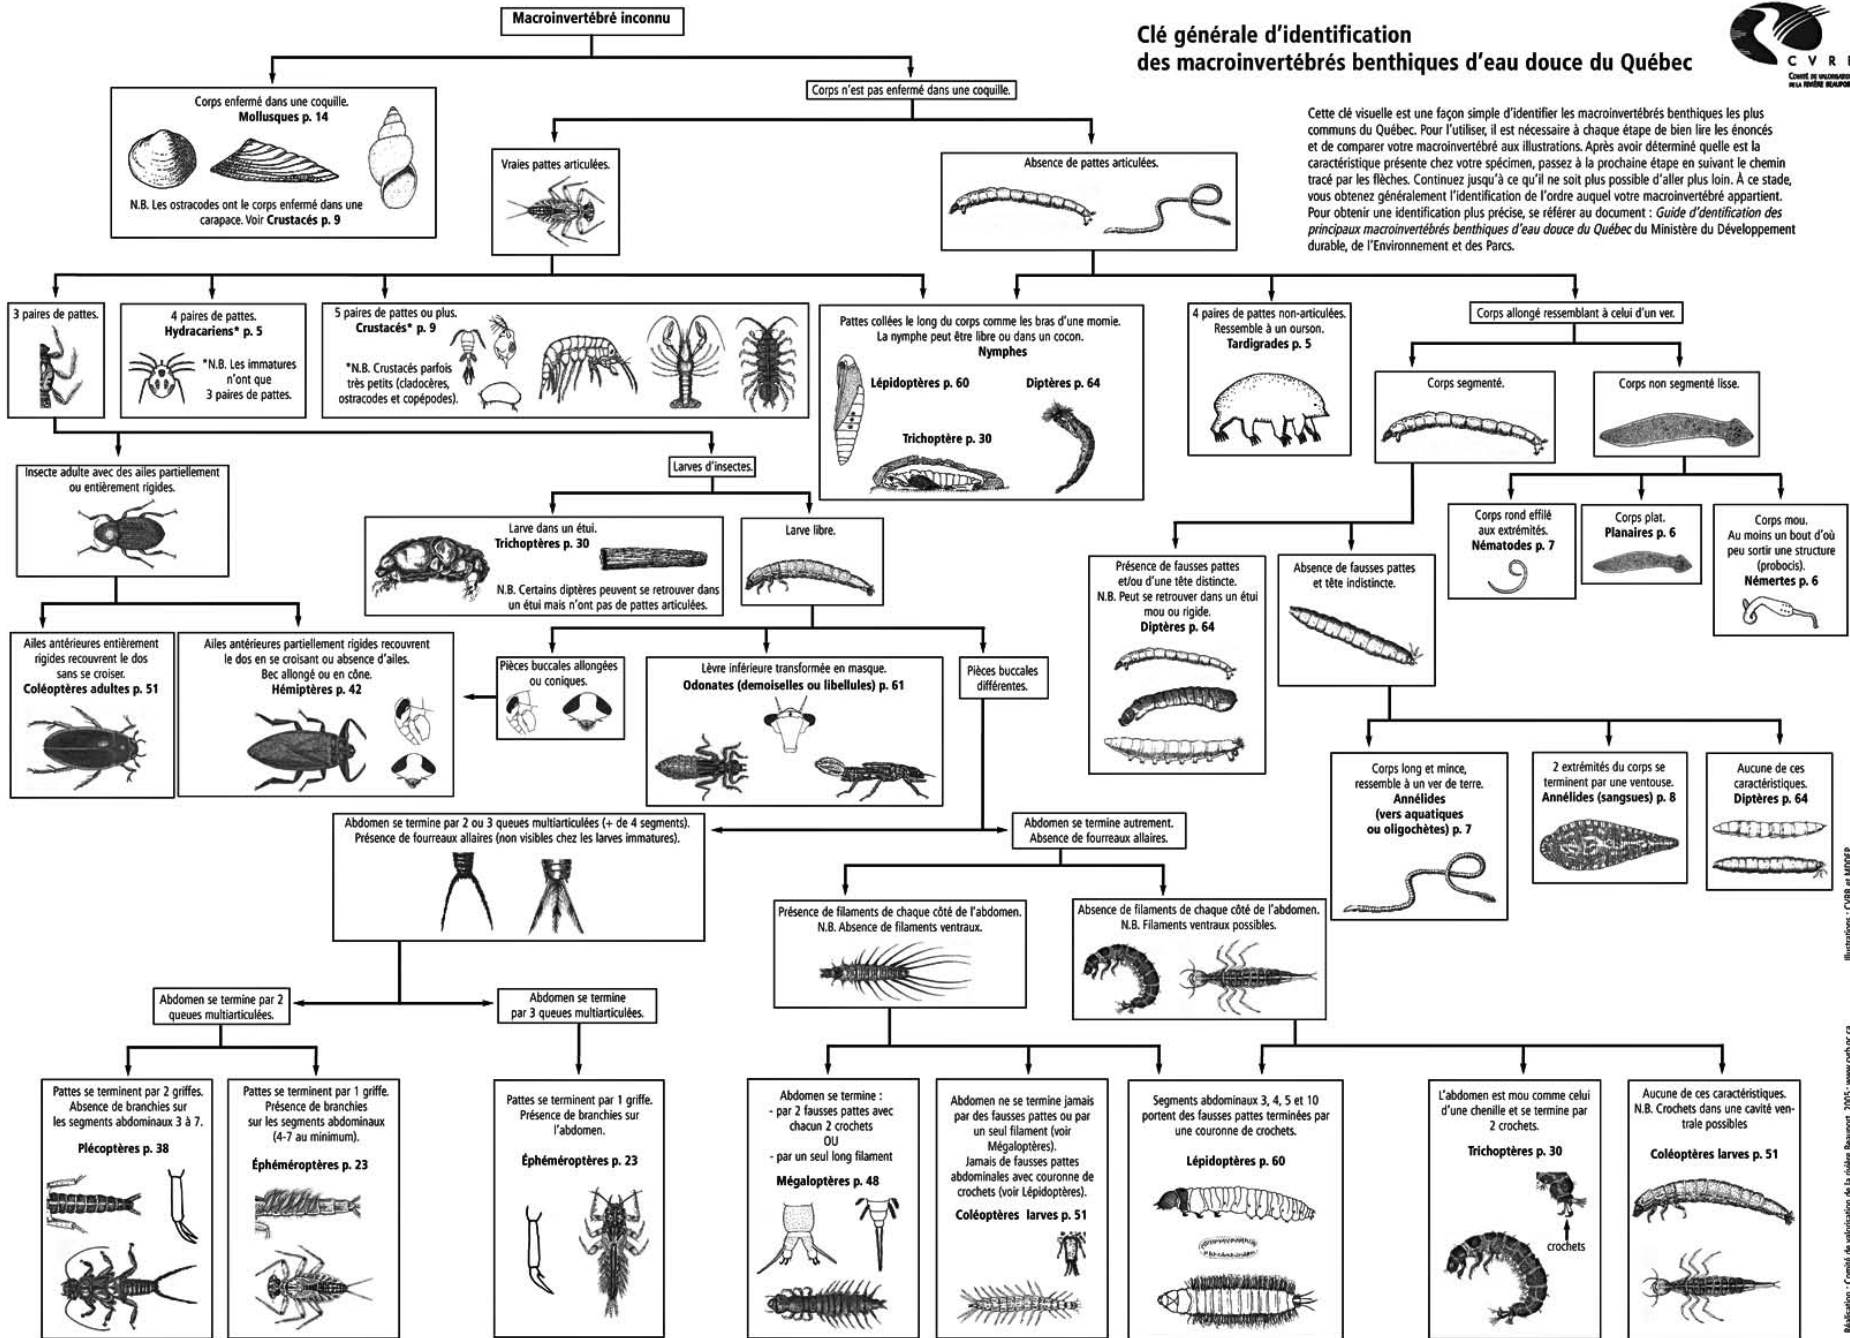 Macroinvertébré inconnu
Clé générale d'identification
des macroinvertébrés benthiques d'eau douce du Québec
CVRB
COMITÉ DE VALORISATION
DE LA RIVIÈRE BEAUPORT
Cette clé visuelle est une façon simple d'identifier les macroinvertébrés benthiques les plus
communs du Québec. Pour l'utiliser, il est nécessaire à chaque étape de bien lire les énoncés
et de comparer votre macroinvertébré aux illustrations. Après avoir déterminé quelle est la
caractéristique présente chez votre spécimen, passez à la prochaine étape en suivant le chemin
tracé par les flèches. Continuez jusqu'à ce qu'il ne soit plus possible d'aller plus loin. À ce stade,
vous obtenez généralement l'identification de l'ordre auquel votre macroinvertébré appartient.
Pour obtenir une identification plus précise, se référer au document : Guide d'dentification des
principaux macroinvertébrés benthiques d'eau douce du Québec du Ministère du Développement
durable, de l'Environnement et des Parcs.
Corps enfermé dans une coquille.
Mollusques p. 14
N.B. Les ostracodes ont le corps enfermé dans une
carapace. Voir Crustacés p. 9
Corps n'est pas enfermé dans une coquille.
Vraies pattes articulées.
Absence de pattes articulées.
3 paires de pattes.
4 paires de pattes.
Hydracariens* p. 5
*N.B. Les immatures
n'ont que
3 paires de pattes.
5 paires de pattes ou plus.
Crustacés* p. 9
*N.B. Crustacés parfois
très petits (cladocères,
ostracodes et copépodes).
Pattes collées le long du corps comme les bras d'une momie.
La nymphe peut être libre ou dans un cocon.
Nymphes
Lépidoptères p. 60
Diptères p. 64
Trichoptère p. 30
4 paires de pattes non-articulées.
Ressemble à un ourson.
Tardigrades p. 5
Corps allongé ressemblant à celui d'un ver.
Corps segmenté.
Corps non segmenté lisse.
Insecte adulte avec des ailes partiellement
ou entièrement rigides.
Larves d'insectes.
Larve dans un étui.
Trichoptères p. 30
N.B. Certains diptères peuvent se retrouver dans
un étui mais n'ont pas de pattes articulées.
Larve libre.
Corps rond effilé
aux extrémités.
Nématodes p. 7
Corps plat.
Planaires p. 6
Corps mou.
Au moins un bout d'où
peu sortir une structure
(probocis).
Némertes p. 6
Présence de fausses pattes
et/ou d'une tête distincte.
N.B. Peut se retrouver dans un étui
mou ou rigide.
Diptères p. 64
Absence de fausses pattes
et tête indistincte.
Ailes antérieures entièrement
rigides recouvrent le dos
sans se croiser.
Coléoptères adultes p. 51
Ailes antérieures partiellement rigides recouvrent
le dos en se croisant ou absence d'ailes.
Bec allongé ou en cône.
Hémiptères p. 42
Pièces buccales allongées
ou coniques.
Lèvre inférieure transformée en masque.
Odonates (demoiselles ou libellules) p. 61
Pièces buccales
différentes.
Corps long et mince,
ressemble à un ver de terre.
Annélides
(vers aquatiques
ou oligochètes) p. 7
2 extrémités du corps se
terminent par une ventouse.
Annélides (sangsues) p. 8
Aucune de ces
caractéristiques.
Diptères p. 64
Abdomen se termine par 2 ou 3 queues multiarticulées (+ de 4 segments).
Présence de fourreaux allaires (non visibles chez les larves immatures).
Abdomen se termine autrement.
Absence de fourreaux allaires.
Présence de filaments de chaque côté de l'abdomen.
N.B. Absence de filaments ventraux.
Absence de filaments de chaque côté de l'abdomen.
N.B. Filaments ventraux possibles.
Abdomen se termine par 2
queues multiarticulées.
Abdomen se termine
par 3 queues multiarticulées.
Pattes se terminent par 2 griffes.
Absence de branchies sur
les segments abdominaux 3 à 7.
Plécoptères p. 38
Pattes se terminent par 1 griffe.
Présence de branchies
sur les segments abdominaux
(4-7 au minimum).
Éphéméroptères p. 23
Pattes se terminent par 1 griffe.
Présence de branchies sur
l'abdomen.
Éphéméroptères p. 23
Abdomen se termine :
- par 2 fausses pattes avec
chacun 2 crochets
OU
- par un seul long filament
Mégaloptères p. 48
Abdomen ne se termine jamais
par des fausses pattes ou par
un seul filament (voir
Mégaloptères).
Jamais de fausses pattes
abdominales avec couronne de
crochets (voir Lépidoptères).
Coléoptères larves p. 51
Segments abdominaux 3, 4, 5 et 10
portent des fausses pattes terminées par
une couronne de crochets.
Lépidoptères p. 60
L'abdomen est mou comme celui
d'une chenille et se termine par
2 crochets.
Trichoptères p. 30
crochets
Aucune de ces caractéristiques.
N.B. Crochets dans une cavité ven-
trale possibles
Coléoptères larves p. 51
Illustrations : CVRB et MDDEP
Réalisation : Comité de valorisation de la rivière Beauport, 2005; www.cvrb.qc.ca